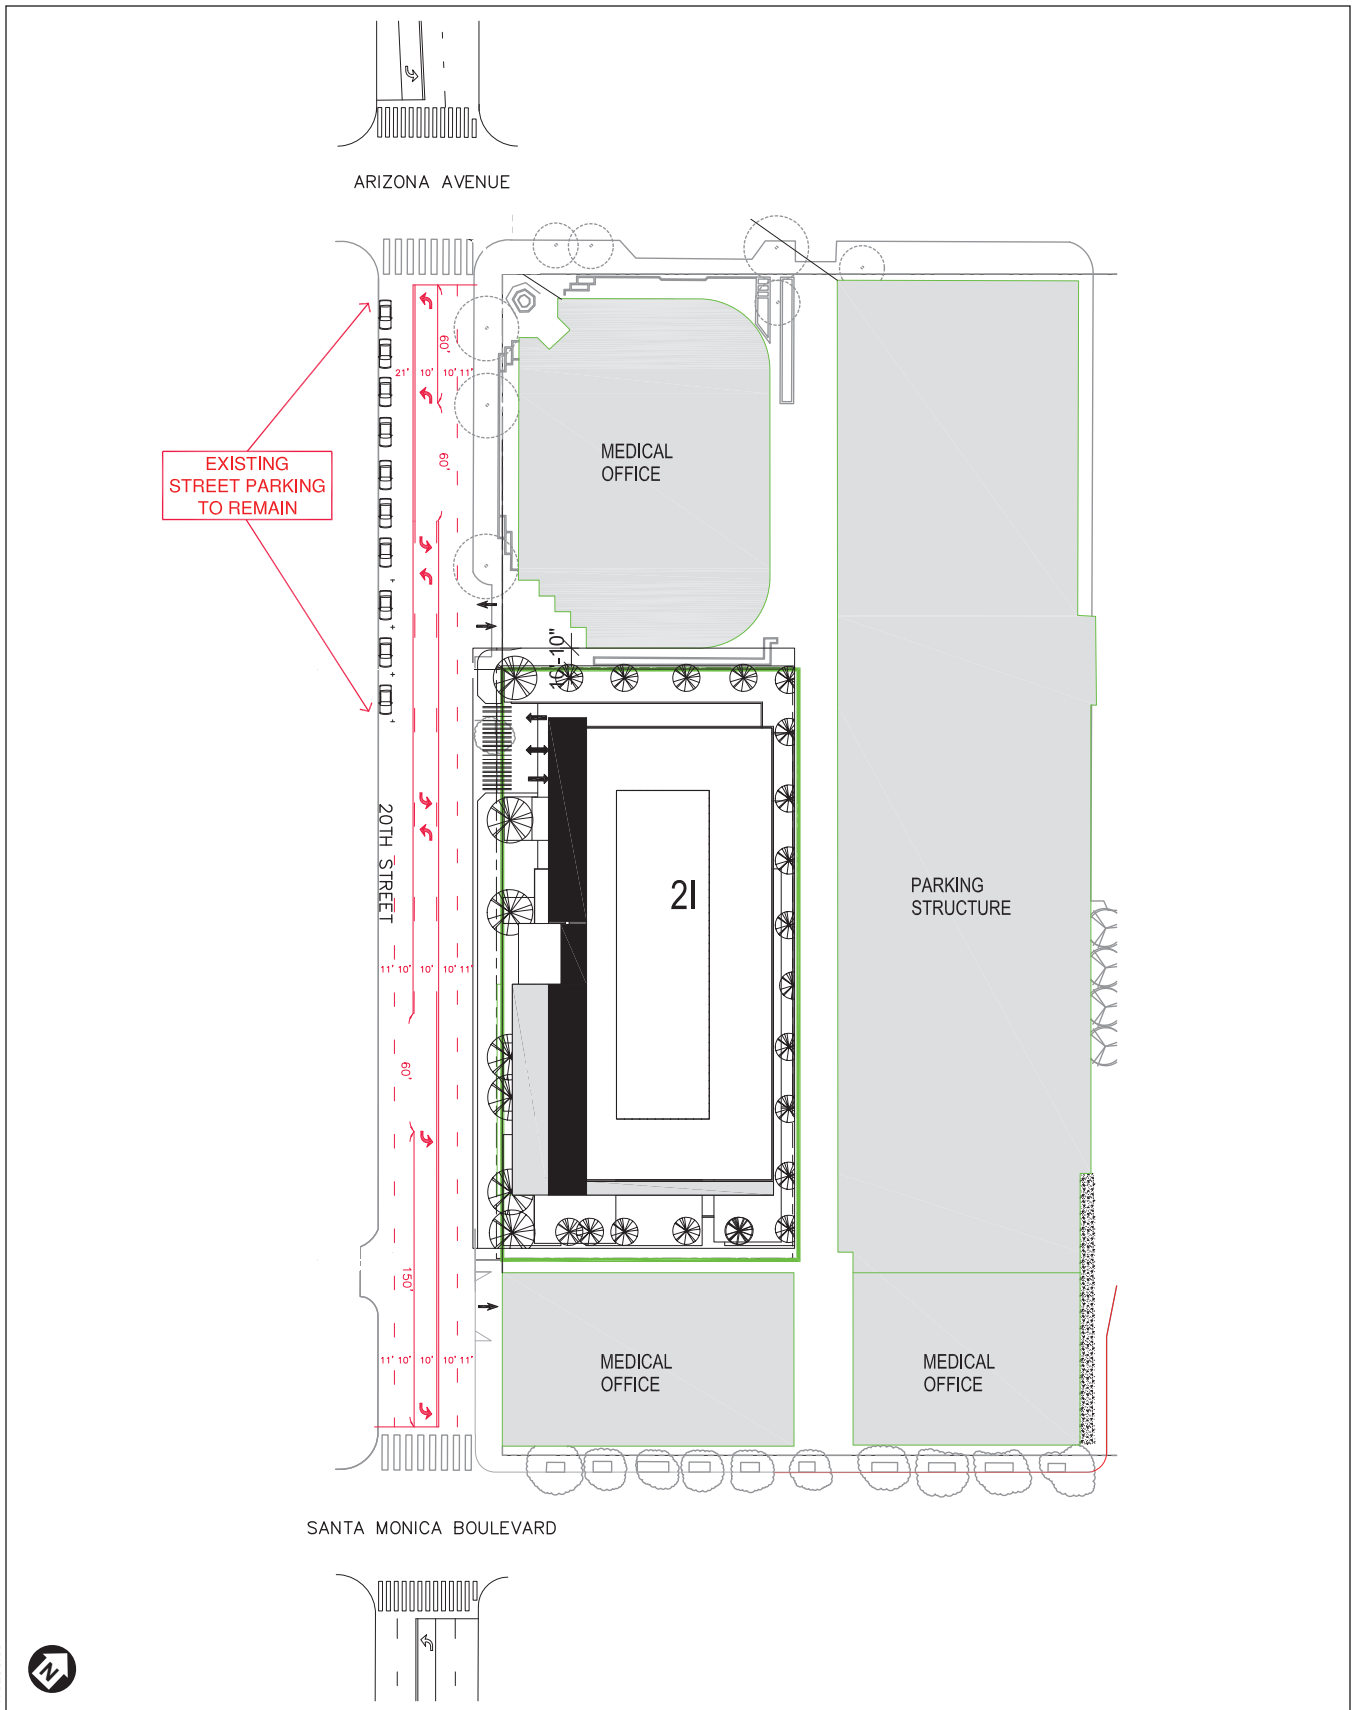 ARIZONA AVENUE
60'
21' 10' 10' 11'
EXISTING
STREET PARKING
TO REMAIN
60'
MEDICAL
OFFICE
20TH STREET
2I
PARKING
STRUCTURE
11' 10' 10' 10' 11'
60'
150'
11' 10' 10' 10' 11'
MEDICAL
OFFICE
MEDICAL
OFFICE
SANTA MONICA BOULEVARD
N